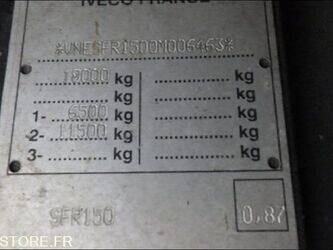 IVECO FRANCE
*VNESFR1500M006463*
18000 kg kg
kg kg
1- 6500 kg kg
2- 11500 kg kg
3- kg kg
SFR150 0.87
STORE.FR